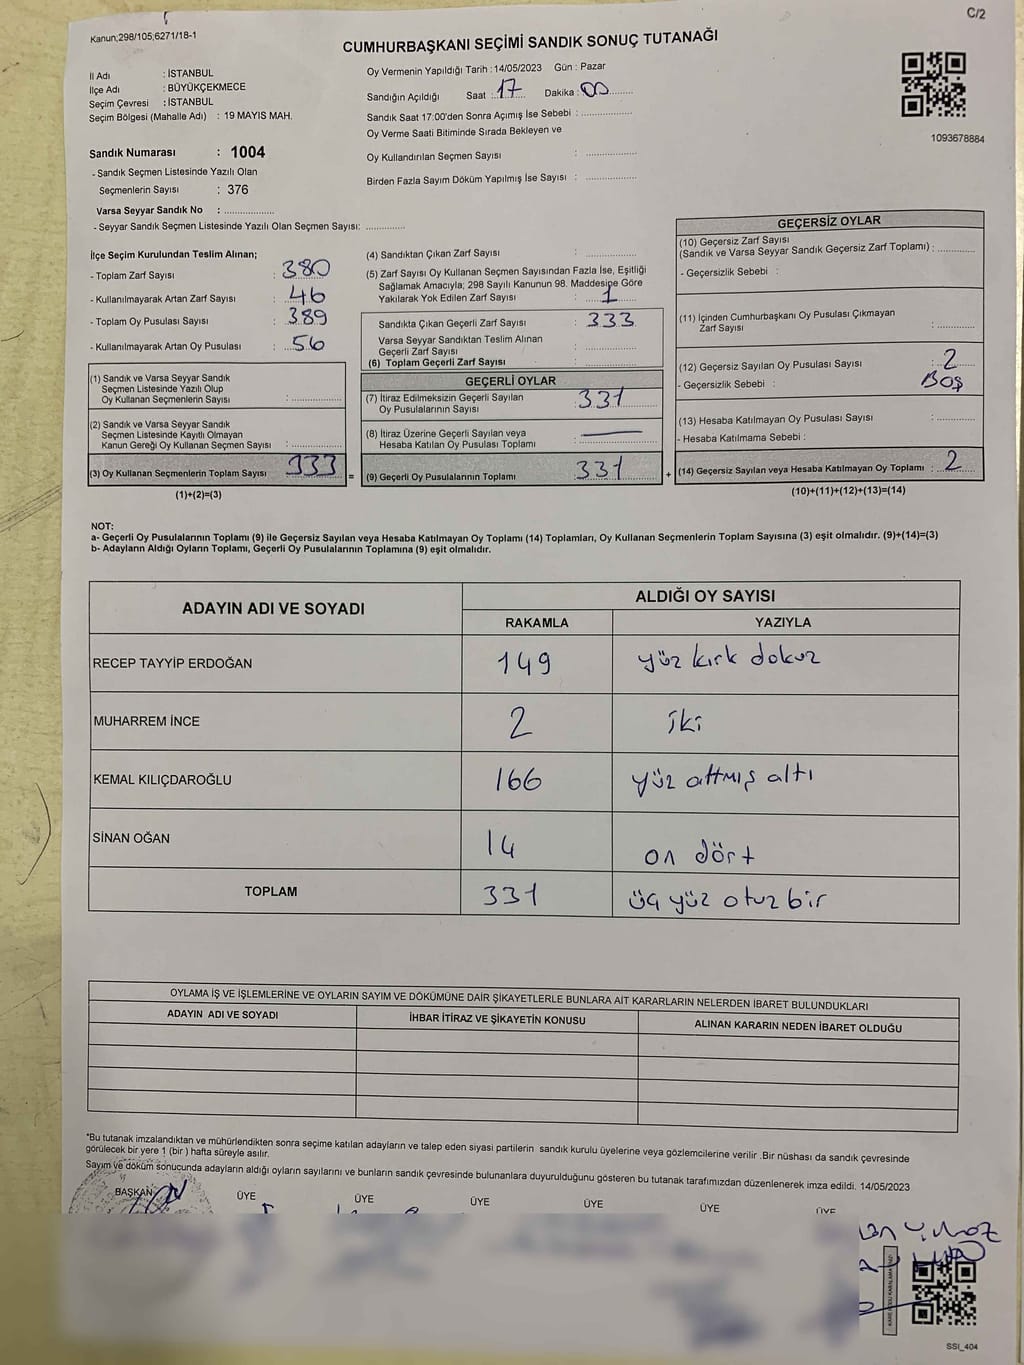 C/2
Kanun;298/105;6271/18-1
CUMHURBAŞKANI SEÇİMİ SANDIK SONUÇ TUTANAĞI
İl Adı : İSTANBUL
İlçe Adı : BÜYÜKÇEKMECE
Seçim Çevresi : İSTANBUL
Seçim Bölgesi (Mahalle Adı) : 19 MAYIS MAH.
Oy Vermenin Yapıldığı Tarih : 14/05/2023 Gün : Pazar
Sandığın Açıldığı Saat : 17 Dakika : 00
Sandık Saat 17:00'den Sonra Açımış İse Sebebi :
Oy Verme Saati Bitiminde Sırada Bekleyen ve
Oy Kullandırılan Seçmen Sayısı :
Birden Fazla Sayım Döküm Yapılmış İse Sayısı :
1093678884
Sandık Numarası : 1004
- Sandık Seçmen Listesinde Yazılı Olan
Seçmenlerin Sayısı : 376
Varsa Seyyar Sandık No :
- Seyyar Sandık Seçmen Listesinde Yazılı Olan Seçmen Sayısı:
İlçe Seçim Kurulundan Teslim Alınan;
- Toplam Zarf Sayısı : 380
- Kullanılmayarak Artan Zarf Sayısı : 46
- Toplam Oy Pusulası Sayısı : 389
- Kullanılmayarak Artan Oy Pusulası : 56
(1) Sandık ve Varsa Seyyar Sandık
Seçmen Listesinde Yazılı Olup
Oy Kullanan Seçmenlerin Sayısı :
(2) Sandık ve Varsa Seyyar Sandık
Seçmen Listesinde Kayıtlı Olmayan
Kanun Gereği Oy Kullanan Seçmen Sayısı :
(3) Oy Kullanan Seçmenlerin Toplam Sayısı 333
(1)+(2)=(3)
(4) Sandıktan Çıkan Zarf Sayısı :
(5) Zarf Sayısı Oy Kullanan Seçmen Sayısından Fazla İse, Eşitliği
Sağlamak Amacıyla; 298 Sayılı Kanunun 98. Maddesine Göre
Yakılarak Yok Edilen Zarf Sayısı : 1
Sandıkta Çıkan Geçerli Zarf Sayısı : 333
Varsa Seyyar Sandıktan Teslim Alınan
Geçerli Zarf Sayısı :
(6) Toplam Geçerli Zarf Sayısı :
GEÇERLİ OYLAR
(7) İtiraz Edilmeksizin Geçerli Sayılan
Oy Pusulalarının Sayısı : 331
(8) İtiraz Üzerine Geçerli Sayılan veya
Hesaba Katılan Oy Pusulası Toplamı :
(9) Geçerli Oy Pusulalarının Toplamı : 331
=
+
GEÇERSİZ OYLAR
(10) Geçersiz Zarf Sayısı
(Sandık ve Varsa Seyyar Sandık Geçersiz Zarf Toplamı) :
- Geçersizlik Sebebi :
(11) İçinden Cumhurbaşkanı Oy Pusulası Çıkmayan
Zarf Sayısı :
(12) Geçersiz Sayılan Oy Pusulası Sayısı : 2
- Geçersizlik Sebebi : Boş
(13) Hesaba Katılmayan Oy Pusulası Sayısı :
- Hesaba Katılmama Sebebi :
(14) Geçersiz Sayılan veya Hesaba Katılmayan Oy Toplamı : 2
(10)+(11)+(12)+(13)=(14)
NOT:
a- Geçerli Oy Pusulalarının Toplamı (9) ile Geçersiz Sayılan veya Hesaba Katılmayan Oy Toplamı (14) Toplamları, Oy Kullanan Seçmenlerin Toplam Sayısına (3) eşit olmalıdır. (9)+(14)=(3)
b- Adayların Aldığı Oyların Toplamı, Geçerli Oy Pusulalarının Toplamına (9) eşit olmalıdır.
ADAYIN ADI VE SOYADI ALDIĞI OY SAYISI
RAKAMLA YAZIYLA
RECEP TAYYİP ERDOĞAN 149 yüz kırk dokuz
MUHARREM İNCE 2 iki
KEMAL KILIÇDAROĞLU 166 yüz altmış altı
SİNAN OĞAN 14 on dört
TOPLAM 331 üç yüz otuz bir
OYLAMA İŞ VE İŞLEMLERİNE VE OYLARIN SAYIM VE DÖKÜMÜNE DAİR ŞİKAYETLERLE BUNLARA AİT KARARLARIN NELERDEN İBARET BULUNDUKLARI
ADAYIN ADI VE SOYADI İHBAR İTİRAZ VE ŞİKAYETİN KONUSU ALINAN KARARIN NEDEN İBARET OLDUĞU
*Bu tutanak imzalandıktan ve mühürlendikten sonra seçime katılan adayların ve talep eden siyasi partilerin sandık kurulu üyelerine veya gözlemcilerine verilir .Bir nüshası da sandık çevresinde
görülecek bir yere 1 (bir ) hafta süreyle asılır.
Sayım ve döküm sonucunda adayların aldığı oyların sayılarını ve bunların sandık çevresinde bulunanlara duyurulduğunu gösteren bu tutanak tarafımızdan düzenlenerek imza edildi. 14/05/2023
BAŞKAN ÜYE ÜYE ÜYE ÜYE ÜYE ÜYE
SSI_404